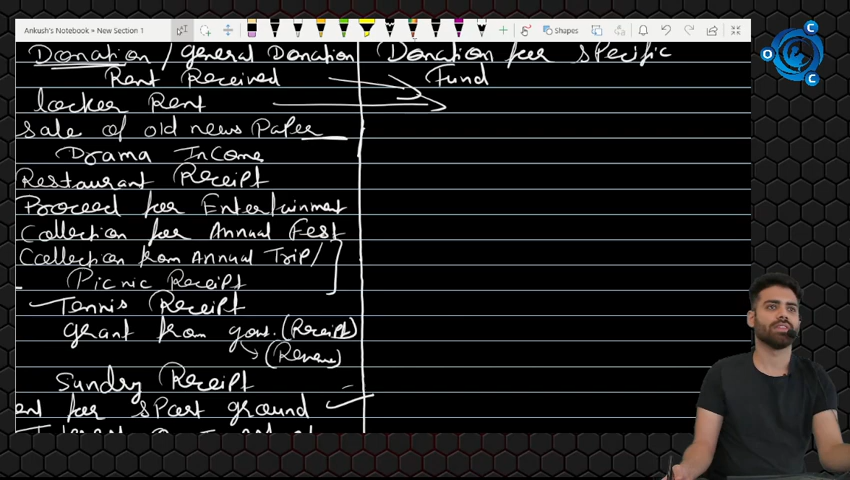 Ankush's Notebook > New Section 1
Shapes
O C C
Donation / general Donation
Donation for specific
Fund
Rent Received
locker Rent
sale of old news Paper
Drama Income
Restaurant Receipt
Proceed for Entertainment
Collection for Annual Fest
Collection from Annual Trip/
Picnic Receipt
Tennis Receipt
grant from govt. (Receipt)
(Revenue)
Sundry Receipt
ent for sport ground